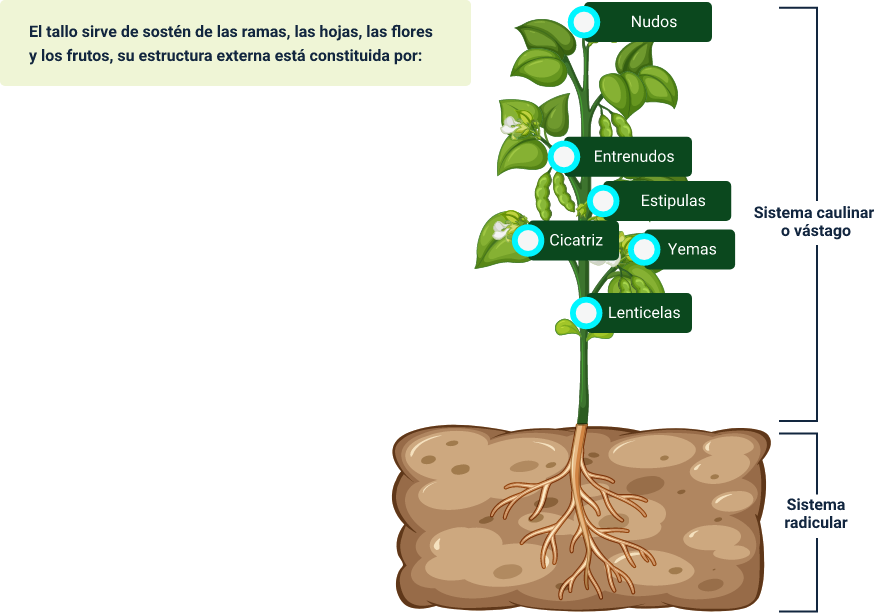 El tallo sirve de sostén de las ramas, las hojas, las flores
y los frutos, su estructura externa está constituida por:
Nudos
Entrenudos
Estipulas
Cicatriz
Yemas
Lenticelas
Sistema caulinar
o vástago
Sistema
radicular